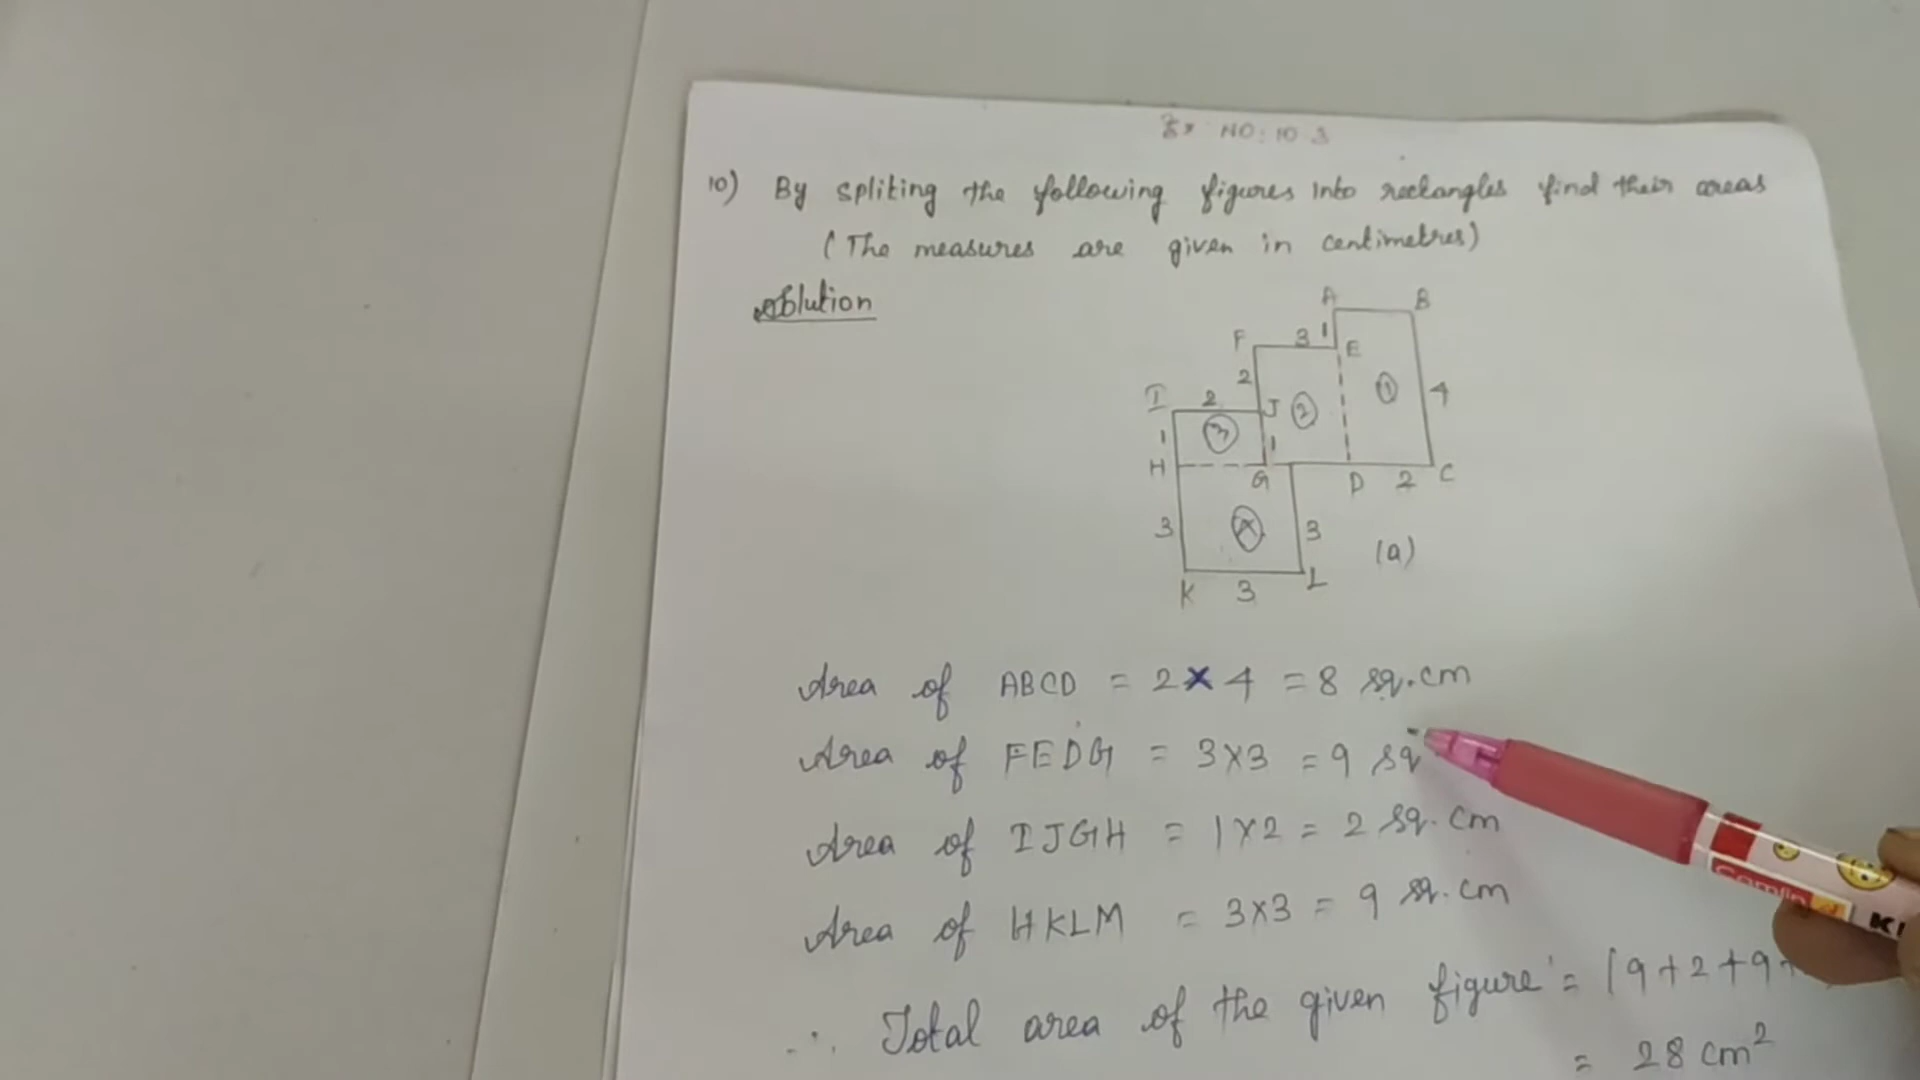 Ex NO: 10.3
10) By spliting the following figures into rectangles find their areas
(The measures are given in centimetres)
Solution
A B
F 3 1 E
2 1 4
I 2 J 2
1 3 1
H G D 2 C
3 4 3 (a)
K 3 L
Area of ABCD = 2 × 4 = 8 sq.cm
Area of FEDG = 3×3 = 9 sq
Area of IJGH = 1×2 = 2 sq.cm
Area of HKLM = 3×3 = 9 sq.cm
∴ Total area of the given figure = (9+2+9+
= 28 cm²
Camlin